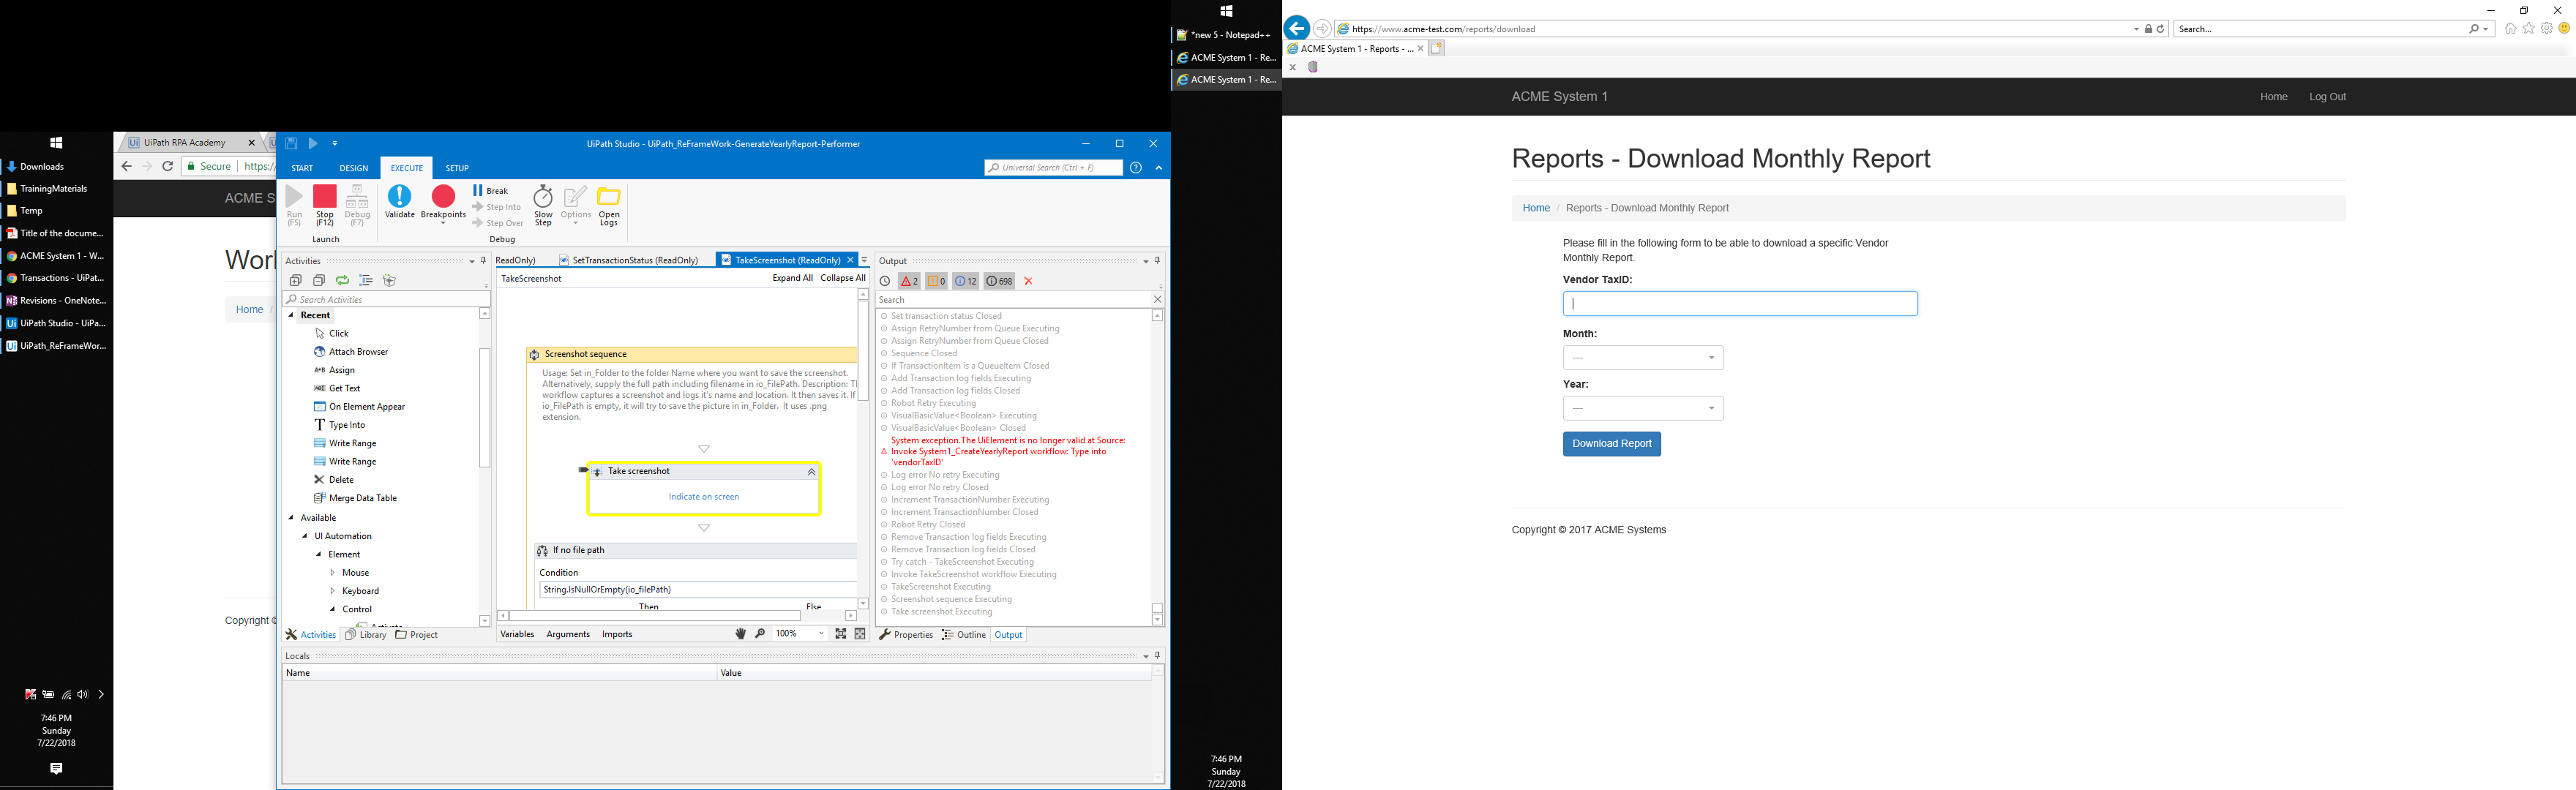 Downloads
TrainingMaterials
Temp
Title of the docume...
ACME System 1 - W...
Transactions - UiPat...
Revisions - OneNote...
UiPath Studio - UiPa...
UiPath_ReFrameWor...
7:46 PM
Sunday
7/22/2018
UiPath RPA Academy
Secure
https:/
ACME S
Worl
Home /
Copyright ©
UiPath Studio - UiPath_ReFrameWork-GenerateYearlyReport-Performer
START DESIGN EXECUTE SETUP
Universal Search (Ctrl + F)
Run (F5)
Stop (F12)
Debug (F7)
Launch
Validate
Breakpoints
Break
Step Into
Step Over
Slow Step
Options
Open Logs
Debug
Activities
Search Activities
Recent
Click
Attach Browser
Assign
Get Text
On Element Appear
Type Into
Write Range
Write Range
Delete
Merge Data Table
Available
UI Automation
Element
Mouse
Keyboard
Control
Activities Library Project
ReadOnly) SetTransactionStatus (ReadOnly) TakeScreenshot (ReadOnly)
TakeScreenshot Expand All Collapse All
Screenshot sequence
Usage: Set in_Folder to the folder Name where you want to save the screenshot.
Alternatively, supply the full path including filename in io_FilePath. Description: Tl
workflow captures a screenshot and logs it's name and location. It then saves it. If
io_FilePath is empty, it will try to save the picture in in_Folder. It uses .png
extension.
Take screenshot
Indicate on screen
If no file path
Condition
String.IsNullOrEmpty(io_filePath)
Then Else
Variables Arguments Imports 100%
Output
2 0 12 698
Search
Set transaction status Closed
Assign RetryNumber from Queue Executing
Assign RetryNumber from Queue Closed
Sequence Closed
If TransactionItem is a QueueItem Closed
Add Transaction log fields Executing
Add Transaction log fields Closed
Robot Retry Executing
VisualBasicValue<Boolean> Executing
VisualBasicValue<Boolean> Closed
System exception.The UiElement is no longer valid at Source:
Invoke System1_CreateYearlyReport workflow: Type into
'vendorTaxID'
Log error No retry Executing
Log error No retry Closed
Increment TransactionNumber Executing
Increment TransactionNumber Closed
Robot Retry Closed
Remove Transaction log fields Executing
Remove Transaction log fields Closed
Try catch - TakeScreenshot Executing
Invoke TakeScreenshot workflow Executing
TakeScreenshot Executing
Screenshot sequence Executing
Take screenshot Executing
Properties Outline Output
Locals
Name Value
*new 5 - Notepad++
ACME System 1 - Re...
ACME System 1 - Re...
7:46 PM
Sunday
7/22/2018
https://www.acme-test.com/reports/download
Search...
ACME System 1 - Reports - ...
ACME System 1
Home Log Out
Reports - Download Monthly Report
Home / Reports - Download Monthly Report
Please fill in the following form to be able to download a specific Vendor
Monthly Report.
Vendor TaxID:
Month:
---
Year:
---
Download Report
Copyright © 2017 ACME Systems